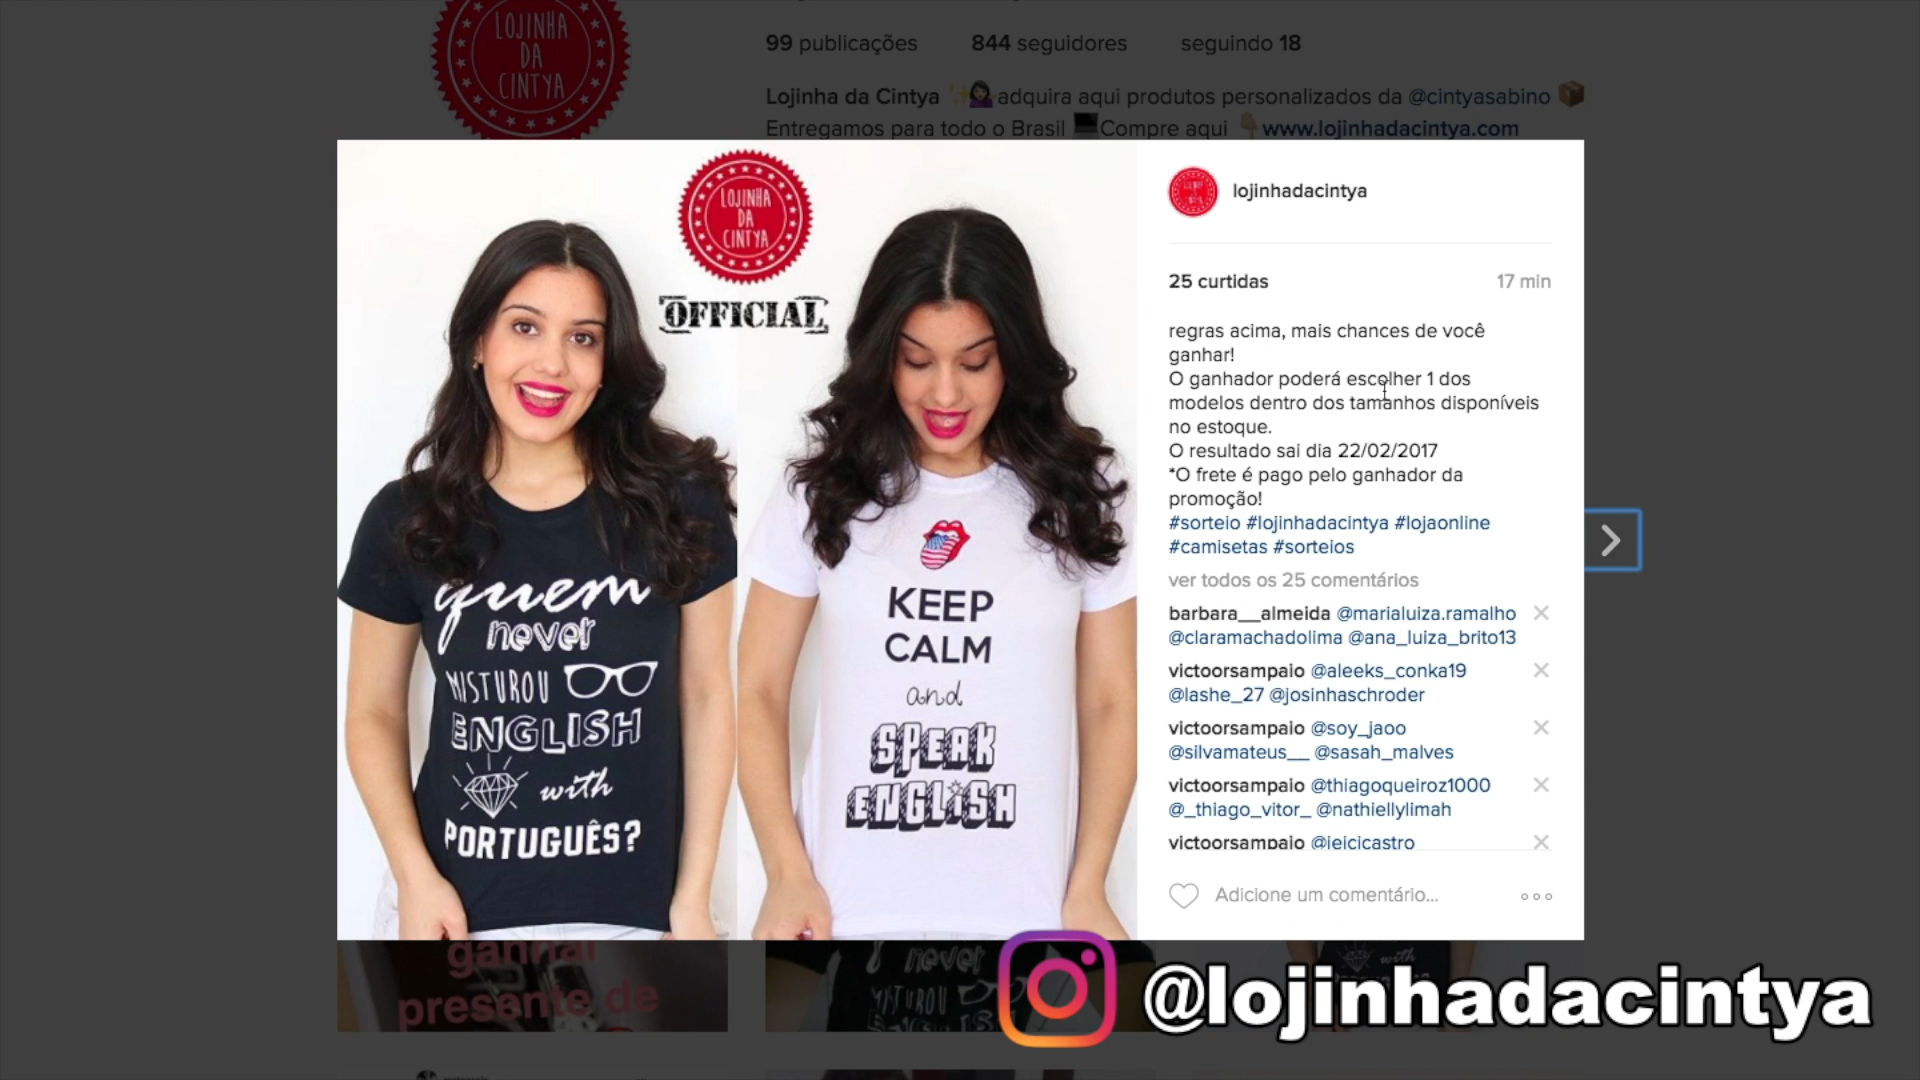 LOJINHA
DA
CINTYA
99 publicações 844 seguidores seguindo 18
Lojinha da Cintya adquira aqui produtos personalizados da @cintyasabino
Entregamos para todo o Brasil Compre aqui www.lojinhadacintya.com
LOJINHA
DA
CINTYA
OFFICIAL
quem
never
MISTUROU
ENGLISH
with
PORTUGUÊS?
KEEP
CALM
and
SPEAK
ENGLISH
lojinhadacintya
25 curtidas 17 min
regras acima, mais chances de você
ganhar!
O ganhador poderá escolher 1 dos
modelos dentro dos tamanhos disponíveis
no estoque.
O resultado sai dia 22/02/2017
*O frete é pago pelo ganhador da
promoção!
#sorteio #lojinhadacintya #lojaonline
#camisetas #sorteios
ver todos os 25 comentários
barbara__almeida @marialuiza.ramalho
@claramachadolima @ana_luiza_brito13
victoorsampaio @aleeks_conka19
@lashe_27 @josinhaschroder
victoorsampaio @soy_jaoo
@silvamateus__ @sasah_malves
victoorsampaio @thiagoqueiroz1000
@_thiago_vitor_ @nathiellylimah
victoorsampaio @leicicastro
Adicione um comentário...
ganhar
presente de
never
MISTUROU
ENGLISH
with
@lojinhadacintya